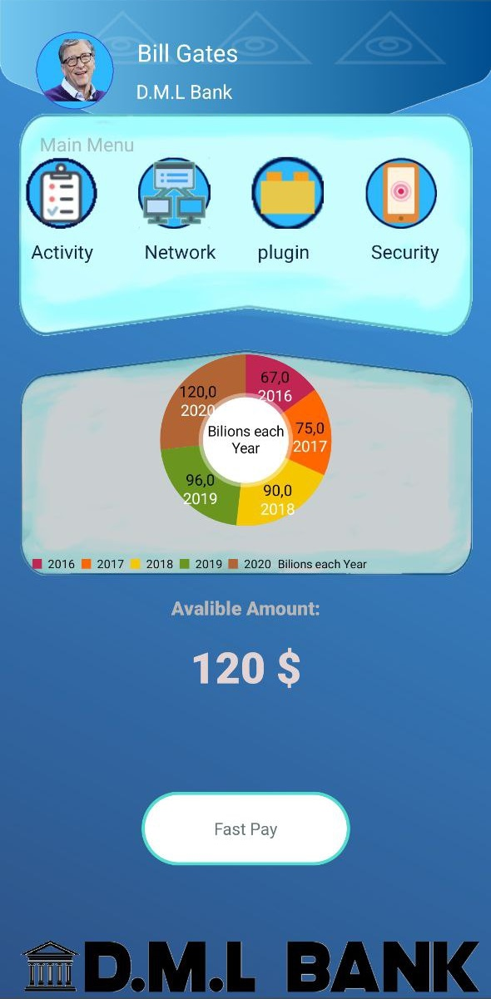 Bill Gates
D.M.L Bank
Main Menu
Activity Network plugin Security
67,0
2016
120,0
2020
75,0
2017
Bilions each
Year
96,0
2019
90,0
2018
2016 2017 2018 2019 2020 Bilions each Year
Avalible Amount:
120 $
Fast Pay
D.M.L BANK